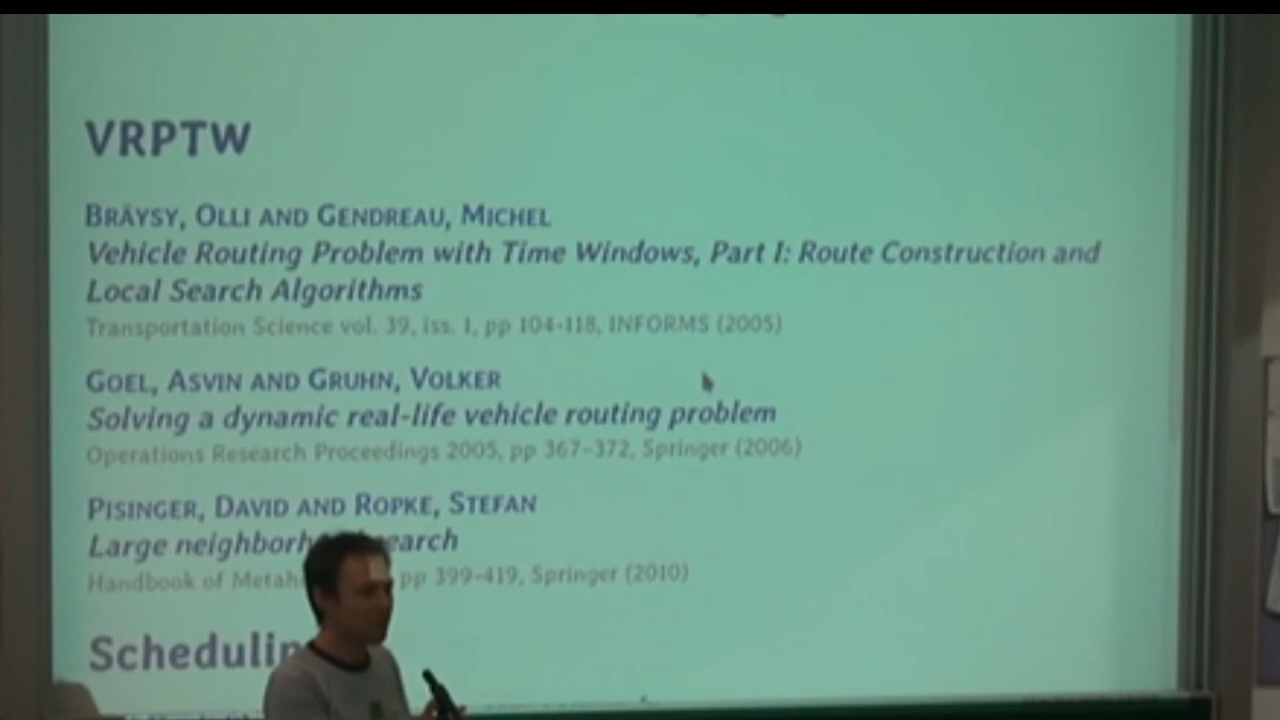 VRPTW
BRÄYSY, OLLI AND GENDREAU, MICHEL
Vehicle Routing Problem with Time Windows, Part I: Route Construction and
Local Search Algorithms
Transportation Science vol. 39, iss. 1, pp 104-118, INFORMS (2005)
GOEL, ASVIN AND GRUHN, VOLKER
Solving a dynamic real-life vehicle routing problem
Operations Research Proceedings 2005, pp 367-372, Springer (2006)
PISINGER, DAVID AND ROPKE, STEFAN
Large neighborh earch
Handbook of Metah pp 399-419, Springer (2010)
Schedulin